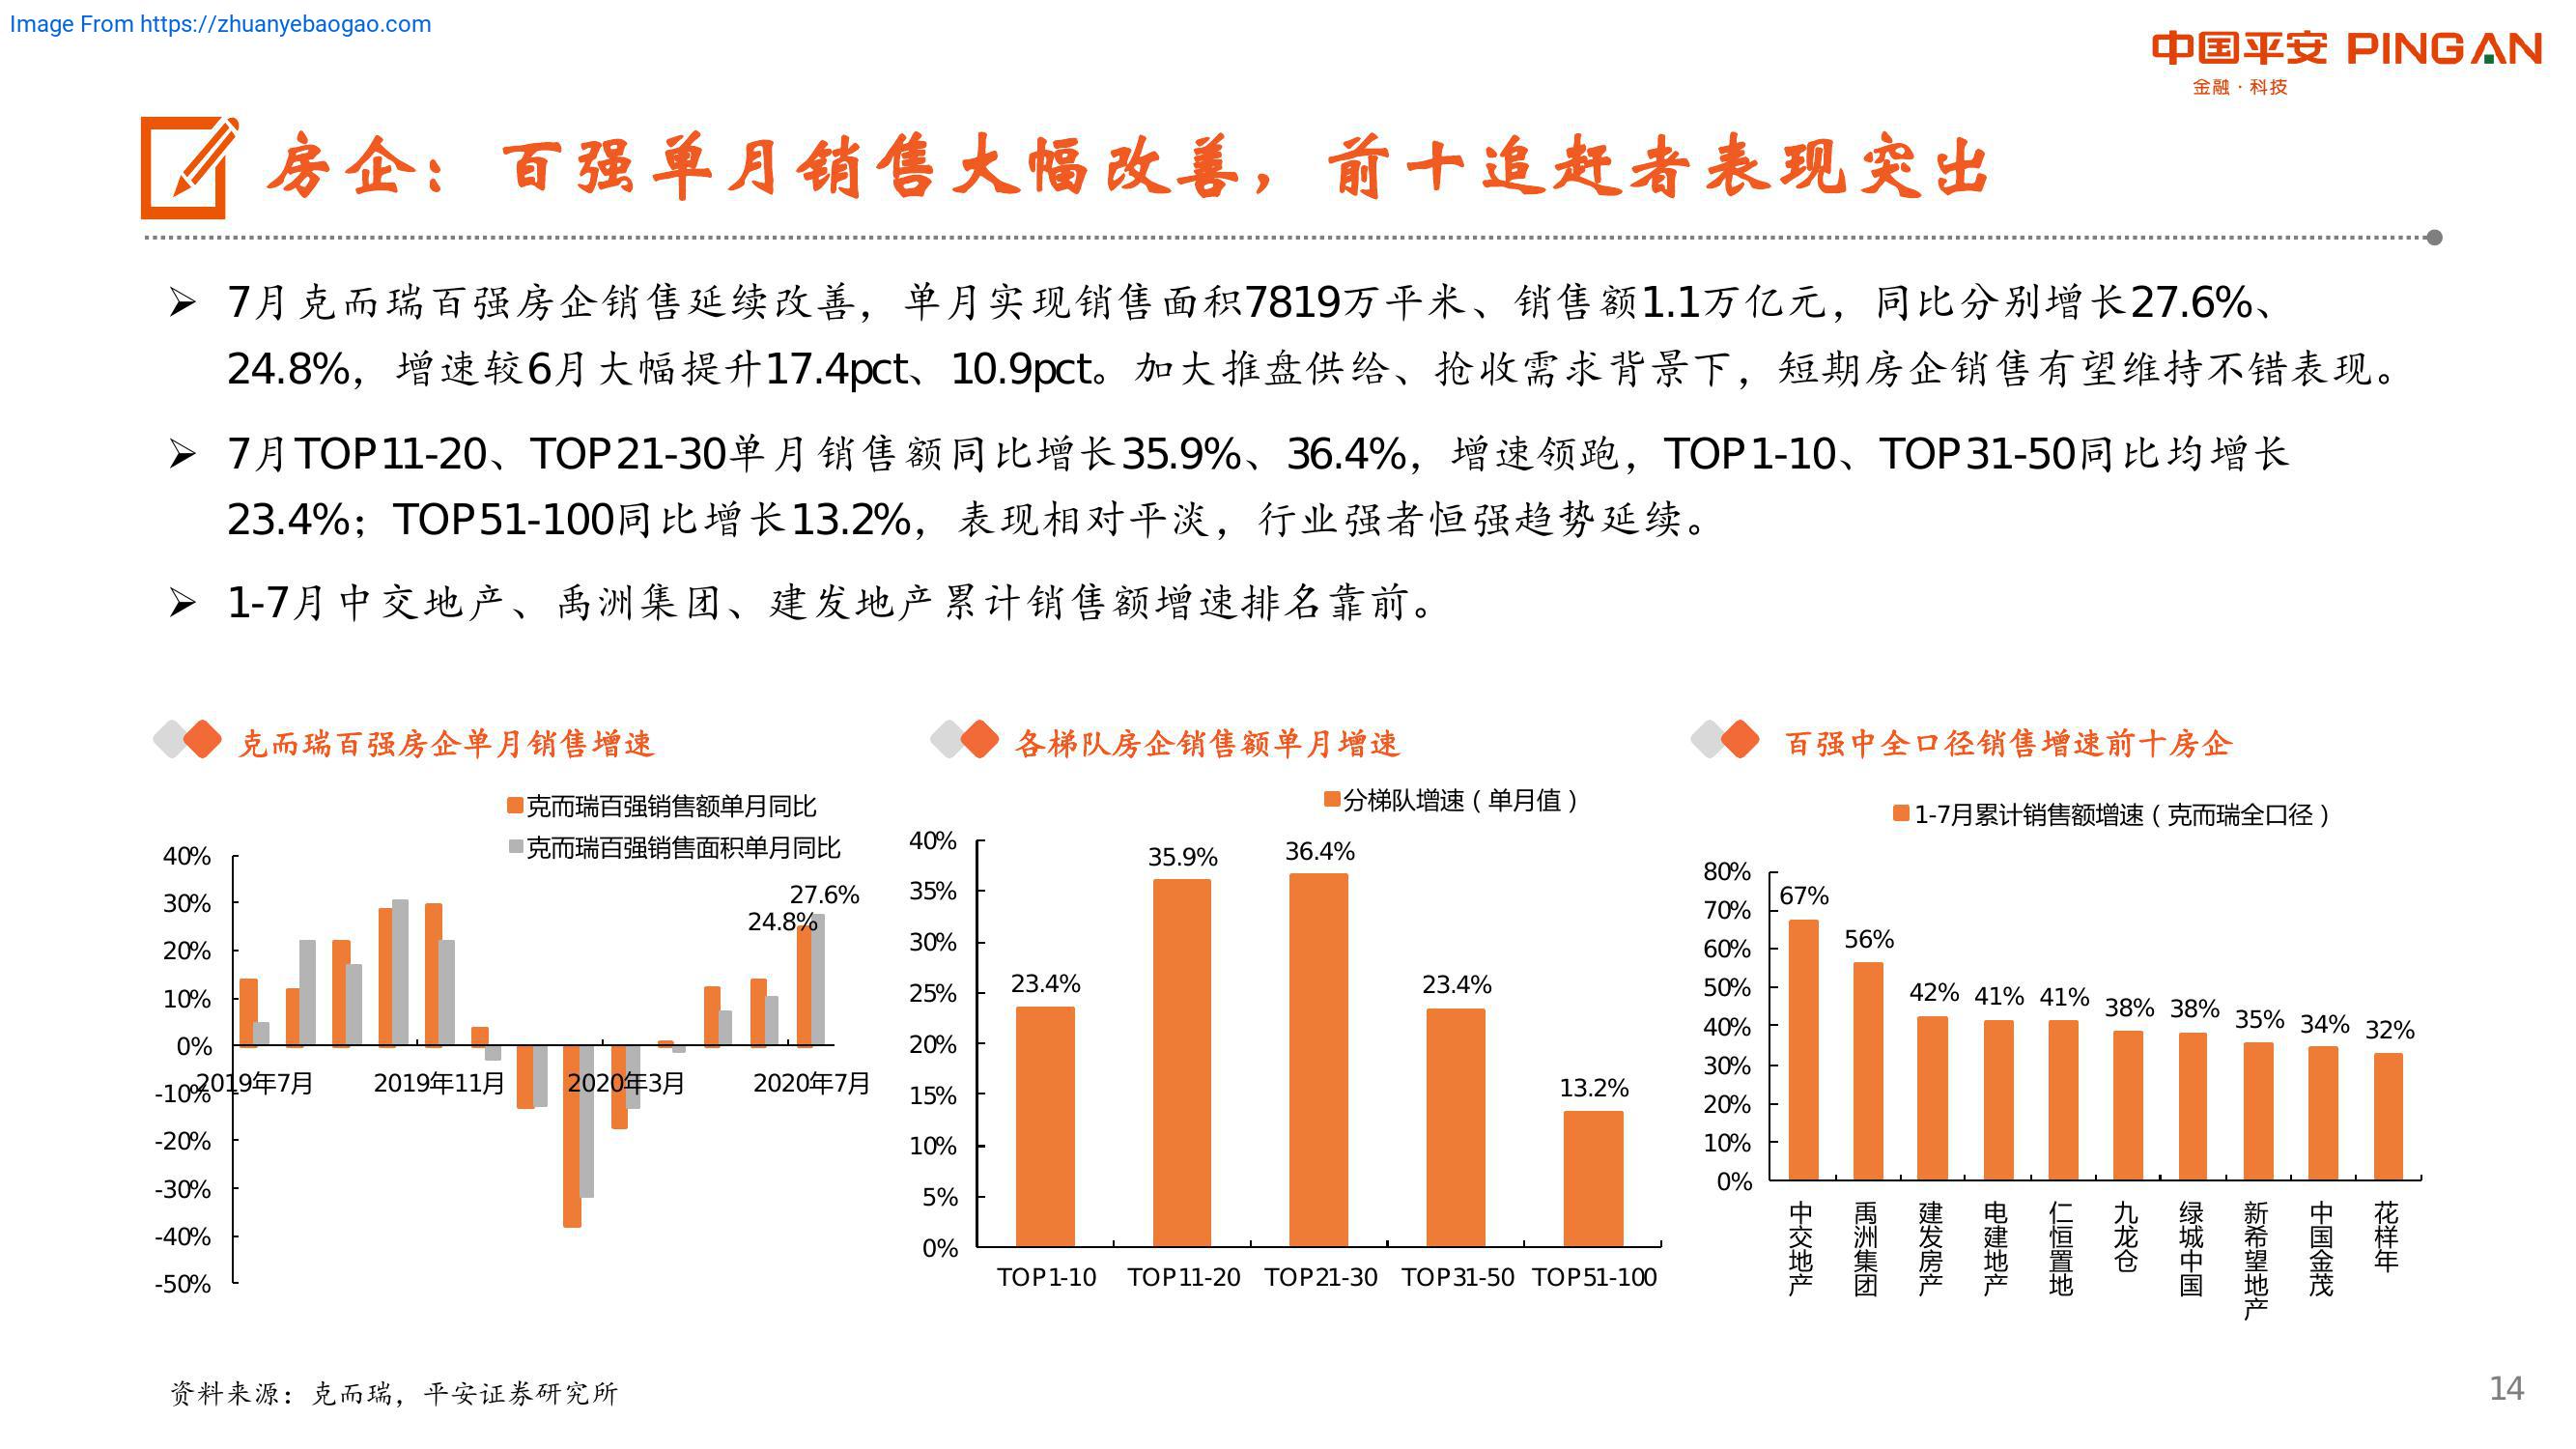 Image From https://zhuanyebaogao.com
中国平安 PINGAN
金融·科技
房企：百强单月销售大幅改善，前十追赶者表现突出
7月克而瑞百强房企销售延续改善，单月实现销售面积7819万平米、销售额1.1万亿元，同比分别增长27.6%、
24.8%，增速较6月大幅提升17.4pct、10.9pct。加大推盘供给、抢收需求背景下，短期房企销售有望维持不错表现。
7月TOP11-20、TOP21-30单月销售额同比增长35.9%、36.4%，增速领跑，TOP1-10、TOP31-50同比均增长
23.4%；TOP51-100同比增长13.2%，表现相对平淡，行业强者恒强趋势延续。
1-7月中交地产、禹洲集团、建发地产累计销售额增速排名靠前。
克而瑞百强房企单月销售增速
克而瑞百强销售额单月同比
克而瑞百强销售面积单月同比
40%
30%
20%
10%
0%
-10%
-20%
-30%
-40%
-50%
24.8%
27.6%
2019年7月
2019年11月
2020年3月
2020年7月
各梯队房企销售额单月增速
分梯队增速（单月值）
40%
35%
30%
25%
20%
15%
10%
5%
0%
23.4%
35.9%
36.4%
23.4%
13.2%
TOP1-10
TOP11-20
TOP21-30
TOP31-50
TOP51-100
百强中全口径销售增速前十房企
1-7月累计销售额增速（克而瑞全口径）
80%
70%
60%
50%
40%
30%
20%
10%
0%
67%
56%
42%
41%
41%
38%
38%
35%
34%
32%
中交地产
禹洲集团
建发房产
电建地产
仁恒置地
九龙仓
绿城中国
新希望地产
中国金茂
花样年
资料来源：克而瑞，平安证券研究所
14